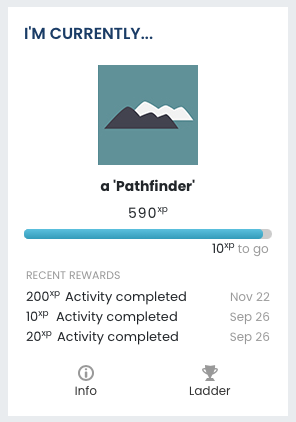 I'M CURRENTLY...
a 'Pathfinder'
590xp
10xp to go
RECENT REWARDS
200xp Activity completed Nov 22
10xp Activity completed Sep 26
20xp Activity completed Sep 26
Info Ladder